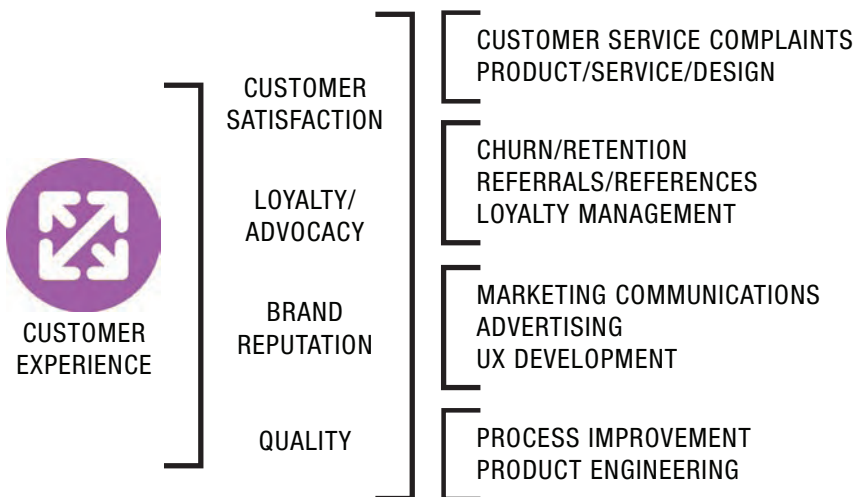 CUSTOMER
EXPERIENCE
CUSTOMER
SATISFACTION
LOYALTY/
ADVOCACY
BRAND
REPUTATION
QUALITY
CUSTOMER SERVICE COMPLAINTS
PRODUCT/SERVICE/DESIGN
CHURN/RETENTION
REFERRALS/REFERENCES
LOYALTY MANAGEMENT
MARKETING COMMUNICATIONS
ADVERTISING
UX DEVELOPMENT
PROCESS IMPROVEMENT
PRODUCT ENGINEERING